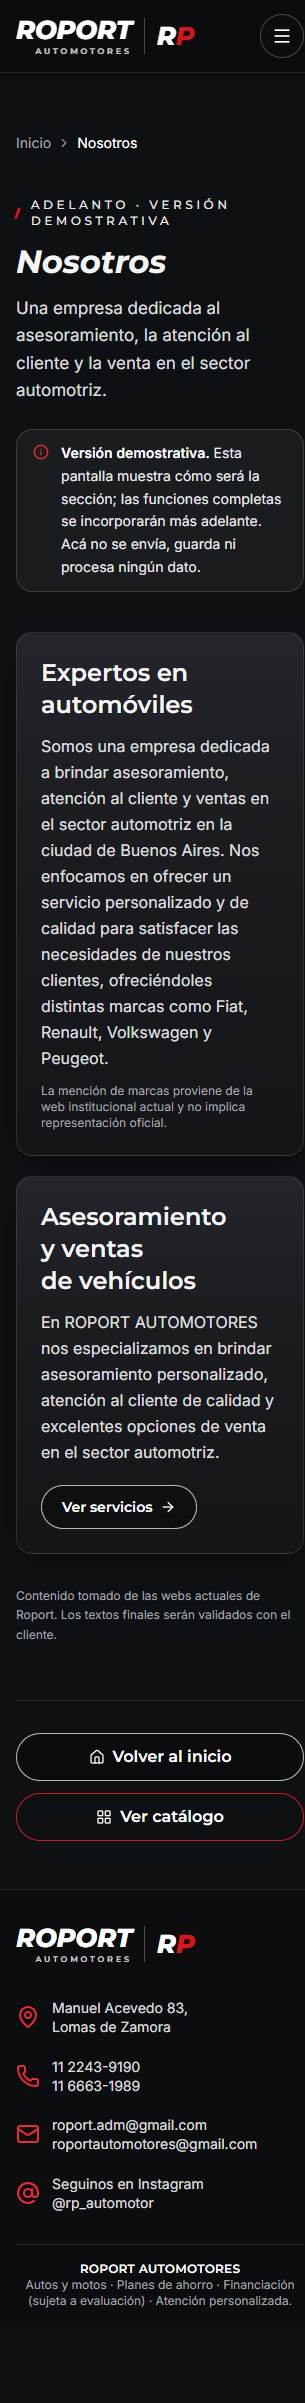 ROPORT RP
AUTOMOTORES
Inicio > Nosotros
ADELANTO · VERSIÓN
DEMOSTRATIVA
Nosotros
Una empresa dedicada al
asesoramiento, la atención al
cliente y la venta en el sector
automotriz.
Versión demostrativa. Esta
pantalla muestra cómo será la
sección; las funciones completas
se incorporarán más adelante.
Acá no se envía, guarda ni
procesa ningún dato.
Expertos en
automóviles
Somos una empresa dedicada
a brindar asesoramiento,
atención al cliente y ventas en
el sector automotriz en la
ciudad de Buenos Aires. Nos
enfocamos en ofrecer un
servicio personalizado y de
calidad para satisfacer las
necesidades de nuestros
clientes, ofreciéndoles
distintas marcas como Fiat,
Renault, Volkswagen y
Peugeot.
La mención de marcas proviene de la
web institucional actual y no implica
representación oficial.
Asesoramiento
y ventas
de vehículos
En ROPORT AUTOMOTORES
nos especializamos en brindar
asesoramiento personalizado,
atención al cliente de calidad y
excelentes opciones de venta
en el sector automotriz.
Ver servicios →
Contenido tomado de las webs actuales de
Roport. Los textos finales serán validados con el
cliente.
Volver al inicio
Ver catálogo
ROPORT RP
AUTOMOTORES
Manuel Acevedo 83,
Lomas de Zamora
11 2243-9190
11 6663-1989
roport.adm@gmail.com
roportautomotores@gmail.com
Seguinos en Instagram
@rp_automotor
ROPORT AUTOMOTORES
Autos y motos · Planes de ahorro · Financiación
(sujeta a evaluación) · Atención personalizada.